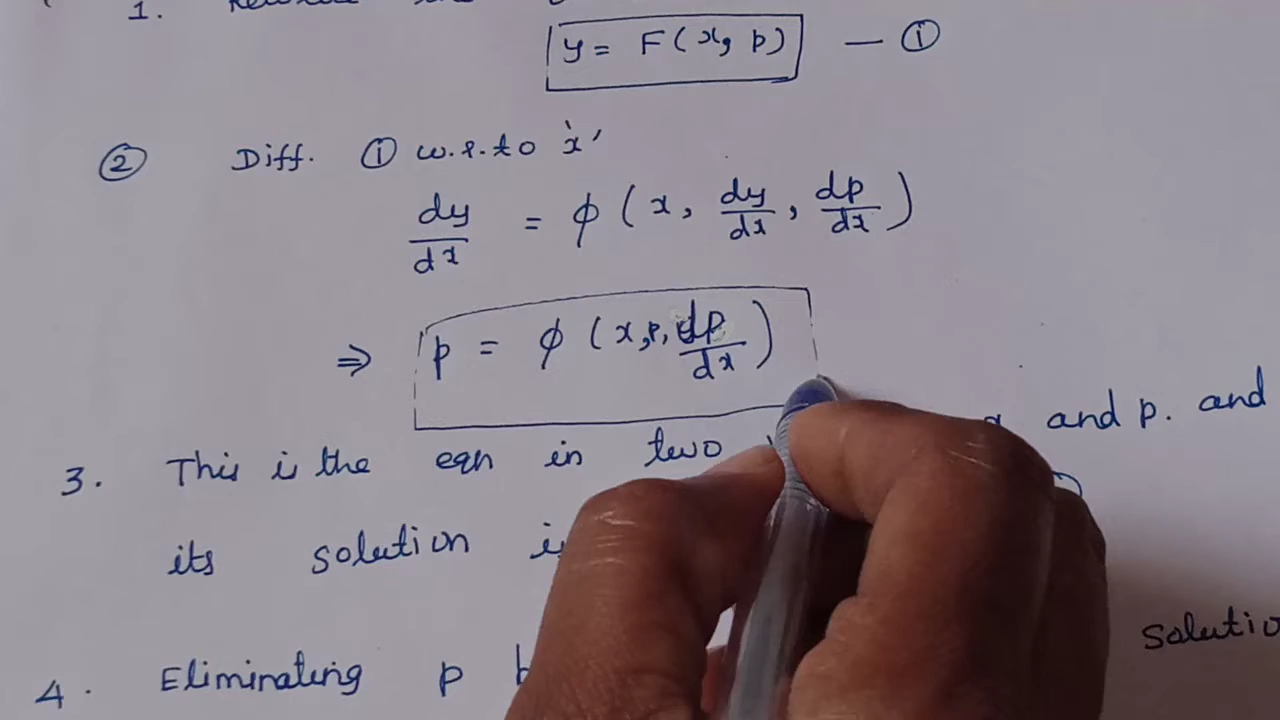 1.
y = F(x, p) — ①
② Diff. ① w.r.to 'x'
dy/dx = ϕ(x, dy/dx, dp/dx)
⇒ p = ϕ(x, p, dp/dx)
3. This is the eqn in two and p. and
its solution
4. Eliminating p